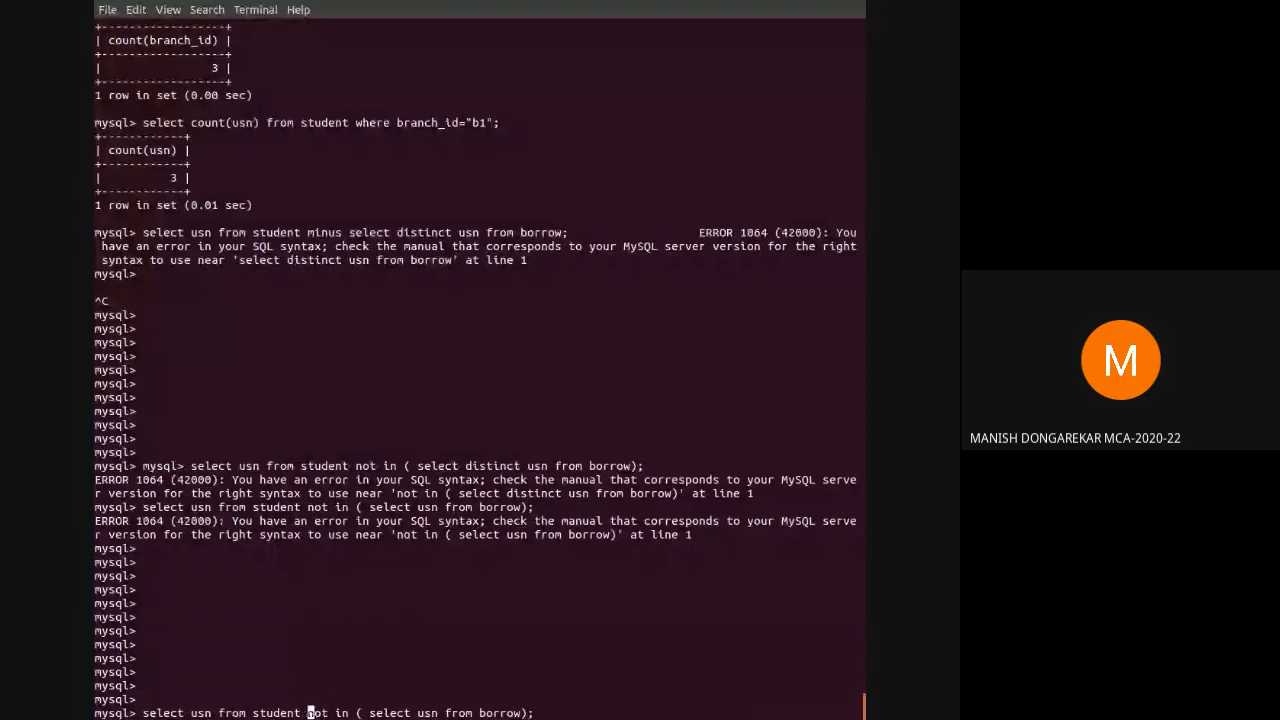 File Edit View Search Terminal Help
+-----------------+
| count(branch_id) |
+-----------------+
| 3 |
+-----------------+
1 row in set (0.00 sec)
mysql> select count(usn) from student where branch_id="b1";
+------------+
| count(usn) |
+------------+
| 3 |
+------------+
1 row in set (0.01 sec)
mysql> select usn from student minus select distinct usn from borrow; ERROR 1064 (42000): You
have an error in your SQL syntax; check the manual that corresponds to your MySQL server version for the right
syntax to use near 'select distinct usn from borrow' at line 1
mysql>
^C
mysql>
mysql>
mysql>
mysql>
mysql>
mysql>
mysql>
mysql>
mysql>
mysql>
mysql>
mysql> mysql> select usn from student not in ( select distinct usn from borrow);
ERROR 1064 (42000): You have an error in your SQL syntax; check the manual that corresponds to your MySQL serve
r version for the right syntax to use near 'not in ( select distinct usn from borrow)' at line 1
mysql> select usn from student not in ( select usn from borrow);
ERROR 1064 (42000): You have an error in your SQL syntax; check the manual that corresponds to your MySQL serve
r version for the right syntax to use near 'not in ( select usn from borrow)' at line 1
mysql>
mysql>
mysql>
mysql>
mysql>
mysql>
mysql>
mysql>
mysql>
mysql>
mysql>
mysql>
mysql> select usn from student not in ( select usn from borrow);
M
MANISH DONGAREKAR MCA-2020-22